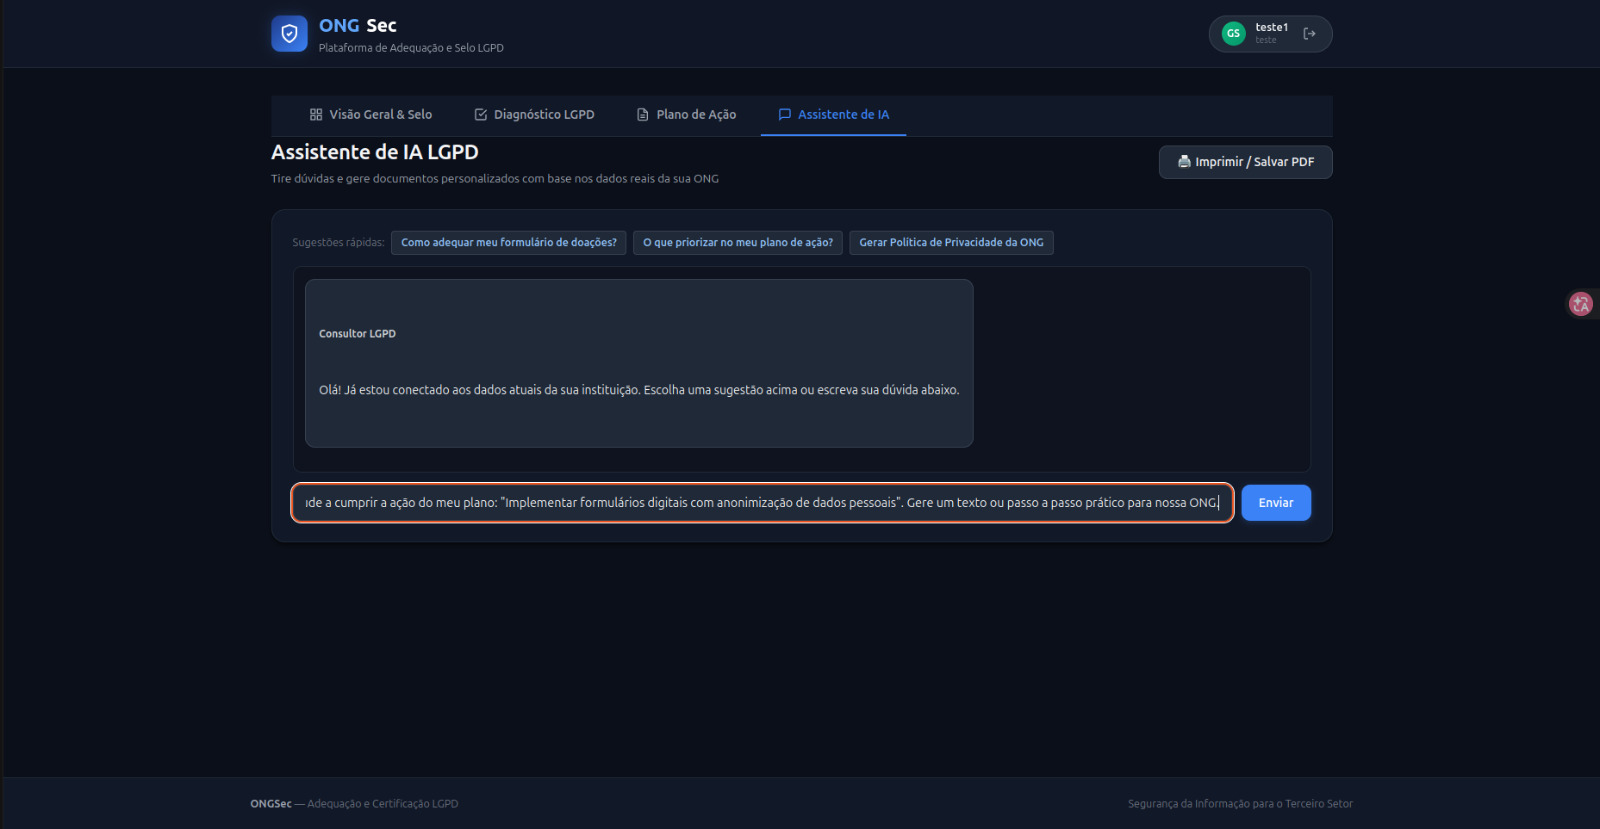 ONG Sec
Plataforma de Adequação e Selo LGPD
GS
teste1
teste
Visão Geral & Selo
Diagnóstico LGPD
Plano de Ação
Assistente de IA
Assistente de IA LGPD
Tire dúvidas e gere documentos personalizados com base nos dados reais da sua ONG
Imprimir / Salvar PDF
Sugestões rápidas:
Como adequar meu formulário de doações?
O que priorizar no meu plano de ação?
Gerar Política de Privacidade da ONG
Consultor LGPD
Olá! Já estou conectado aos dados atuais da sua instituição. Escolha uma sugestão acima ou escreva sua dúvida abaixo.
ude a cumprir a ação do meu plano: "Implementar formulários digitais com anonimização de dados pessoais". Gere um texto ou passo a passo prático para nossa ONG.
Enviar
ONGSec — Adequação e Certificação LGPD
Segurança da Informação para o Terceiro Setor